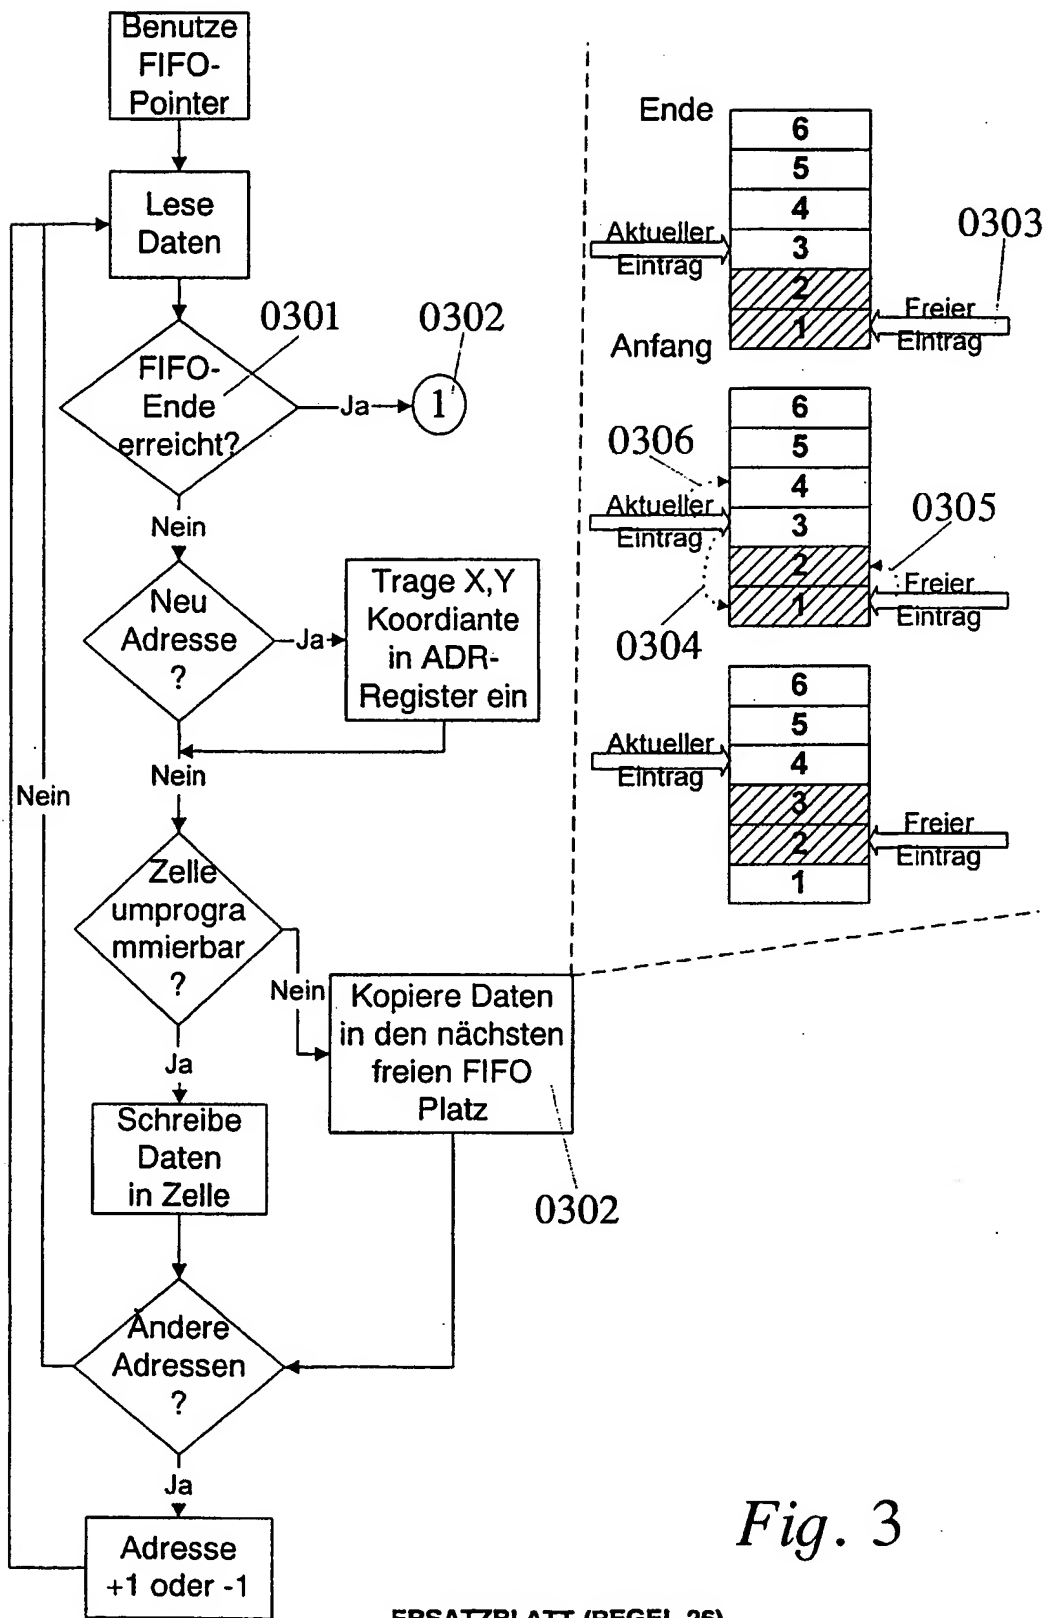 Benutze
FIFO-
Pointer
Lese
Daten
0301
0302
FIFO-
Ende
erreicht?
Ja
1
Nein
Neu
Adresse
?
Ja
Trage X,Y
Koordiante
in ADR-
Register ein
Nein
Nein
Zelle
umprogra
mmierbar
?
Nein
Kopiere Daten
in den nächsten
freien FIFO
Platz
0302
Ja
Schreibe
Daten
in Zelle
Ändere
Adressen
?
Ja
Adresse
+1 oder -1
Ende
6
5
4
3
2
1
Aktueller
Eintrag
0303
Freier
Eintrag
Anfang
6
5
4
3
2
1
0306
Aktueller
Eintrag
0304
0305
Freier
Eintrag
6
5
4
3
2
1
Aktueller
Eintrag
Freier
Eintrag
Fig. 3
ERSATZBLATT (REGEL 26)